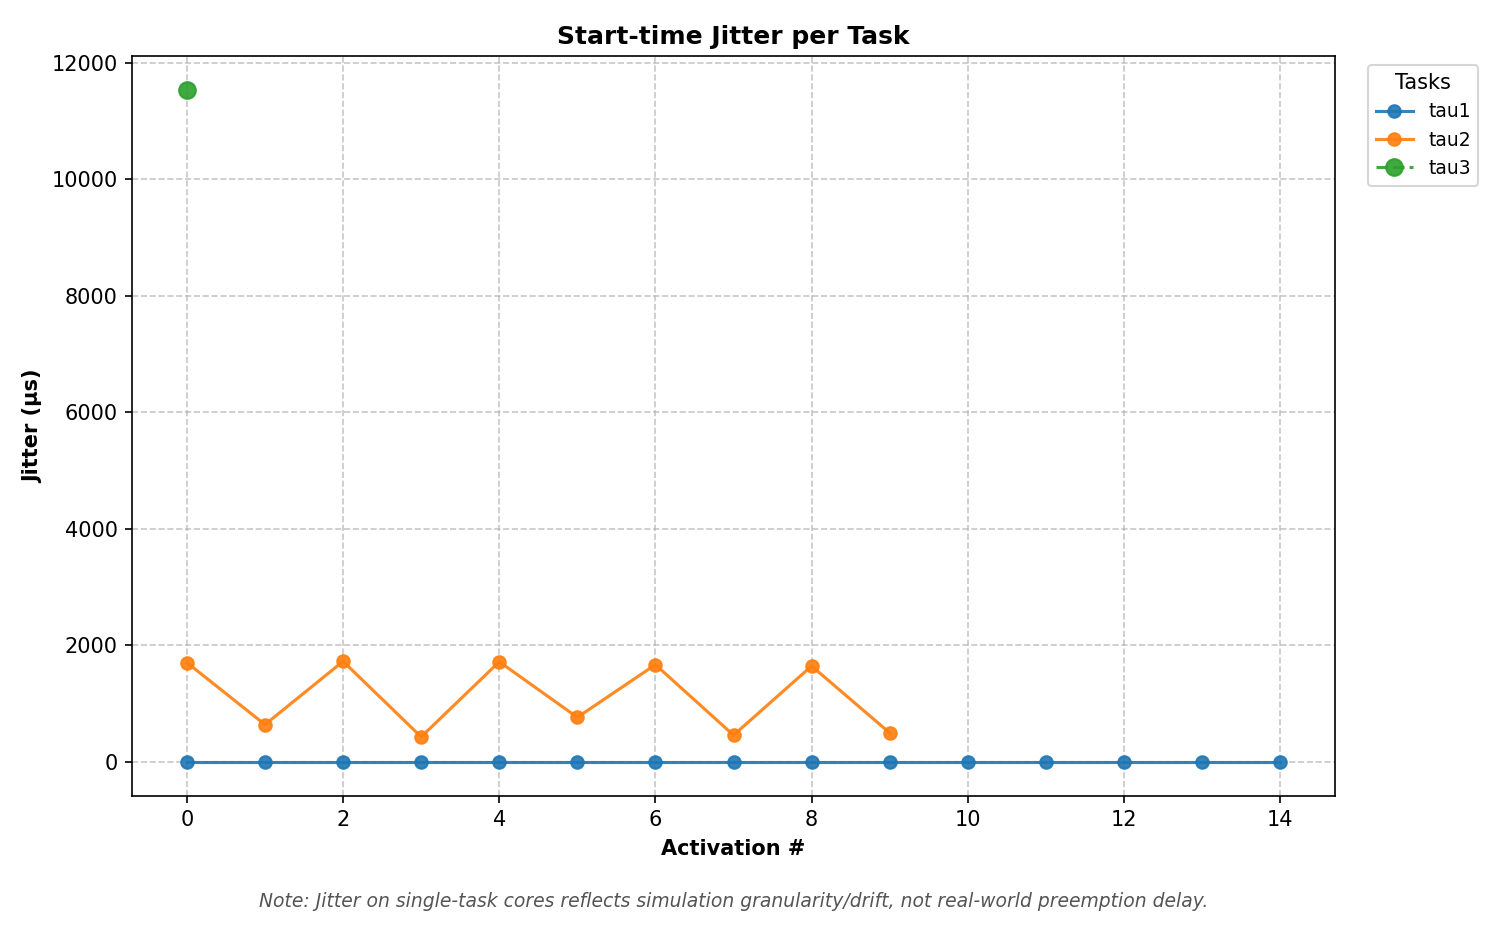 Start-time Jitter per Task
12000
10000
8000
6000
4000
2000
0
Jitter (µs)
0 2 4 6 8 10 12 14
Activation #
Tasks
tau1
tau2
tau3
Note: Jitter on single-task cores reflects simulation granularity/drift, not real-world preemption delay.